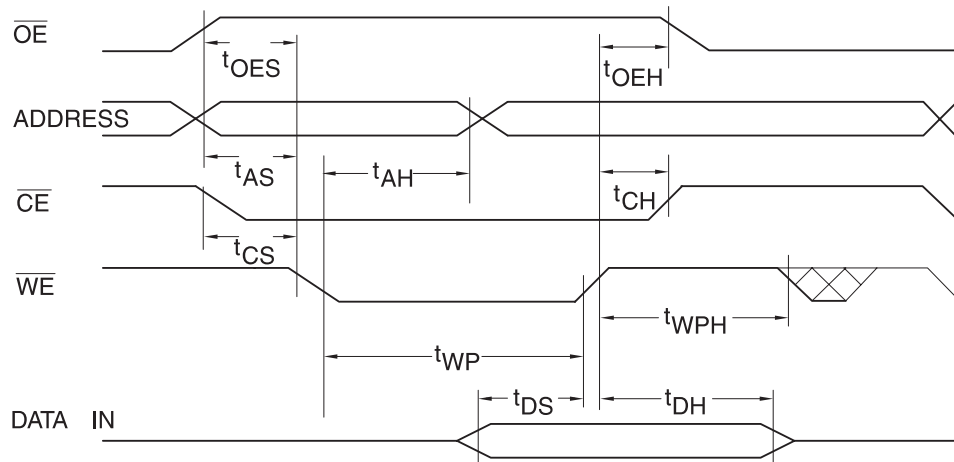 OE
tOES
tOEH
ADDRESS
tAS
tAH
CE
tCH
tCS
WE
tWPH
tWP
tDS
tDH
DATA IN